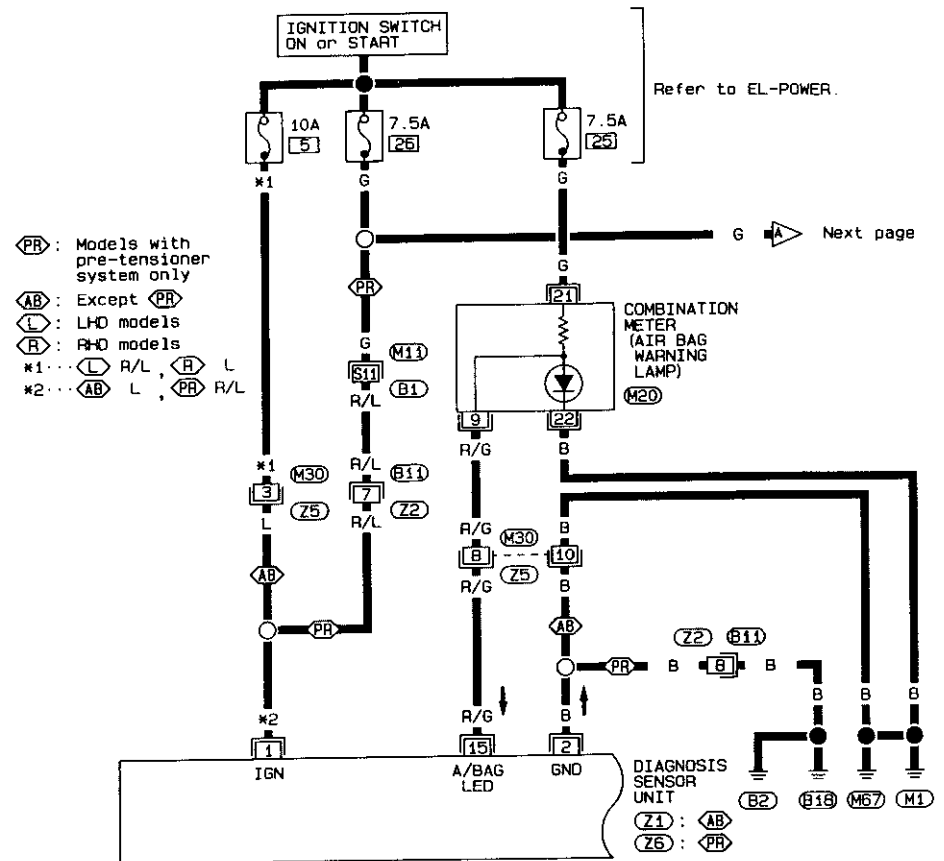 IGNITION SWITCH
ON or START
Refer to EL-POWER.
10A
5
7.5A
26
7.5A
25
*1
G
G
G
A
Next page
PR : Models with
pre-tensioner
system only
AB : Except PR
L : LHD models
R : RHD models
*1··· L R/L , R L
*2··· AB L , PR R/L
PR
G
21
COMBINATION
METER
(AIR BAG
WARNING
LAMP)
M20
G
M11
S11
B1
R/L
9
22
R/G
B
*1
M30
3
Z5
L
R/L
B11
7
Z2
R/L
R/G
M30
8
Z5
R/G
B
10
B
AB
AB
PR
PR
B
Z2
B11
8
B
B
B
B
*2
R/G
B
1
15
2
IGN
A/BAG
LED
GND
DIAGNOSIS
SENSOR
UNIT
Z1 : AB
Z6 : PR
B2
B18
M67
M1